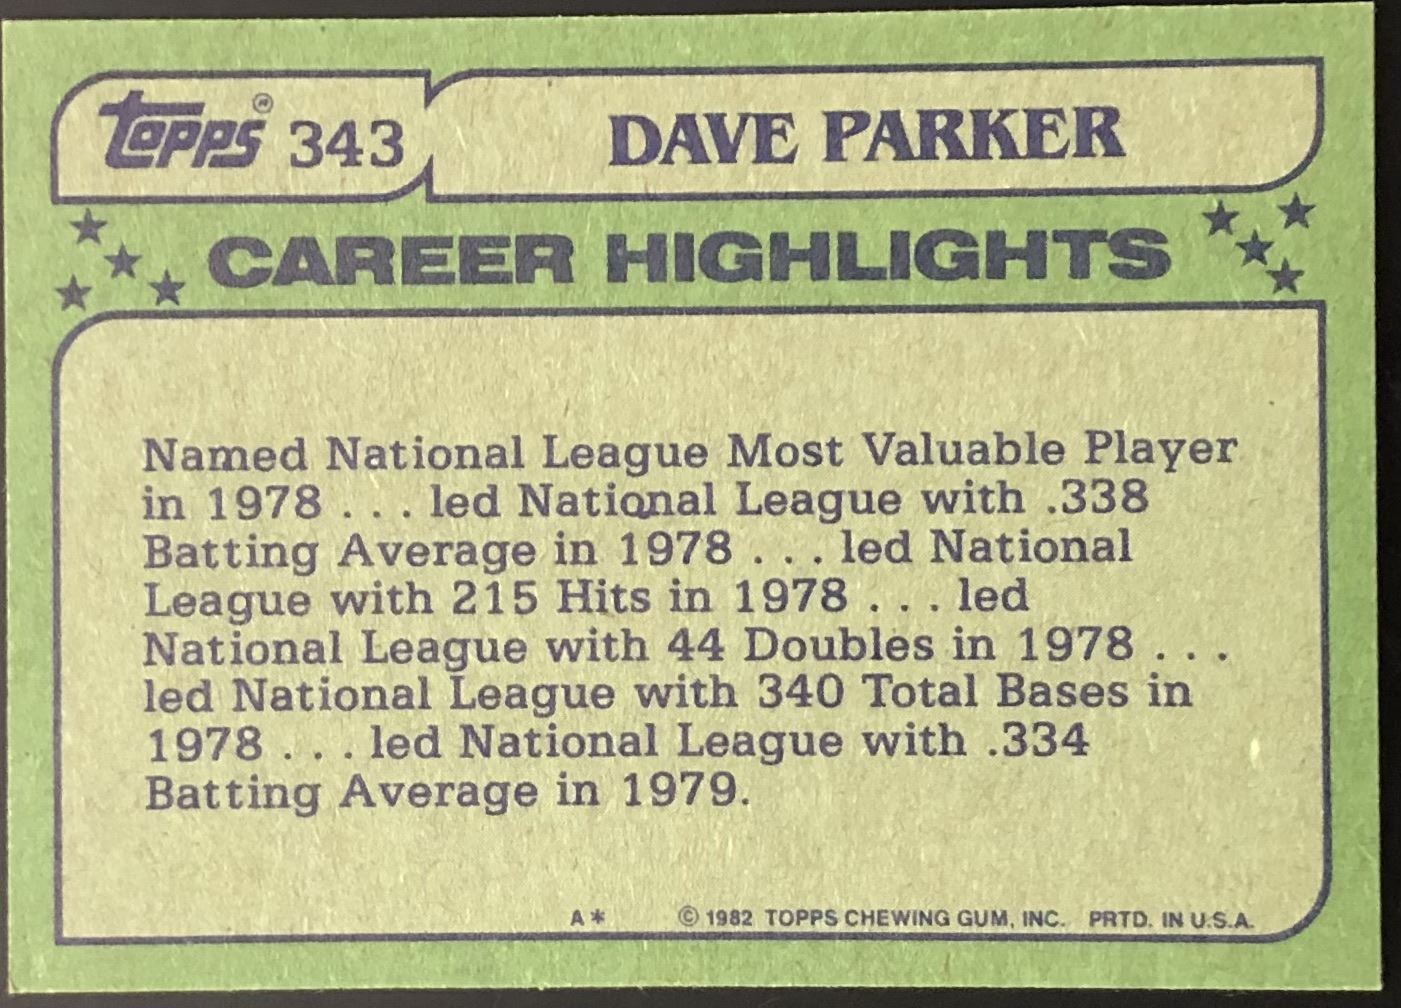 Topps® 343 DAVE PARKER
CAREER HIGHLIGHTS
Named National League Most Valuable Player
in 1978 . . . led National League with .338
Batting Average in 1978 . . . led National
League with 215 Hits in 1978 . . . led
National League with 44 Doubles in 1978 . . .
led National League with 340 Total Bases in
1978 . . . led National League with .334
Batting Average in 1979.
A* © 1982 TOPPS CHEWING GUM, INC. PRTD. IN U.S.A.